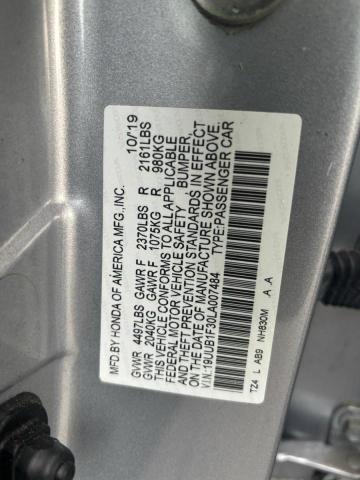 MFD.BY HONDA OF AMERICA MFG.,INC. 10/19
GVWR 4497LBS GAWR F 2370LBS R 2161LBS
GVWR 2040KG GAWR F 1075KG R 980KG
THIS VEHICLE CONFORMS TO ALL APPLICABLE
FEDERAL MOTOR VEHICLE SAFETY BUMPER,
AND THEFT PREVENTION STANDARDS IN EFFECT
ON THE DATE OF MANUFACTURE SHOWN ABOVE.
V.I.N.:19UUB1F30LA007484 TYPE:PASSENGER CAR
TZ4 L AB9 NH830M A .A